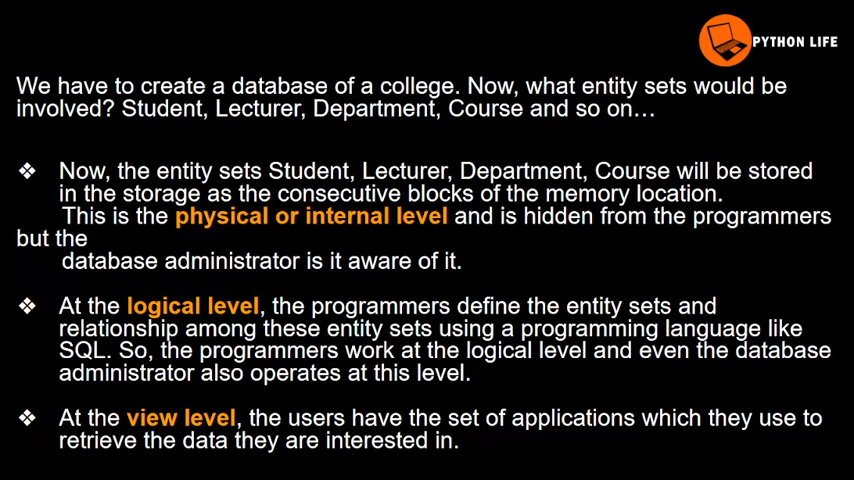 PYTHON LIFE
We have to create a database of a college. Now, what entity sets would be
involved? Student, Lecturer, Department, Course and so on…
❖ Now, the entity sets Student, Lecturer, Department, Course will be stored
in the storage as the consecutive blocks of the memory location.
This is the physical or internal level and is hidden from the programmers
but the
database administrator is it aware of it.
❖ At the logical level, the programmers define the entity sets and
relationship among these entity sets using a programming language like
SQL. So, the programmers work at the logical level and even the database
administrator also operates at this level.
❖ At the view level, the users have the set of applications which they use to
retrieve the data they are interested in.